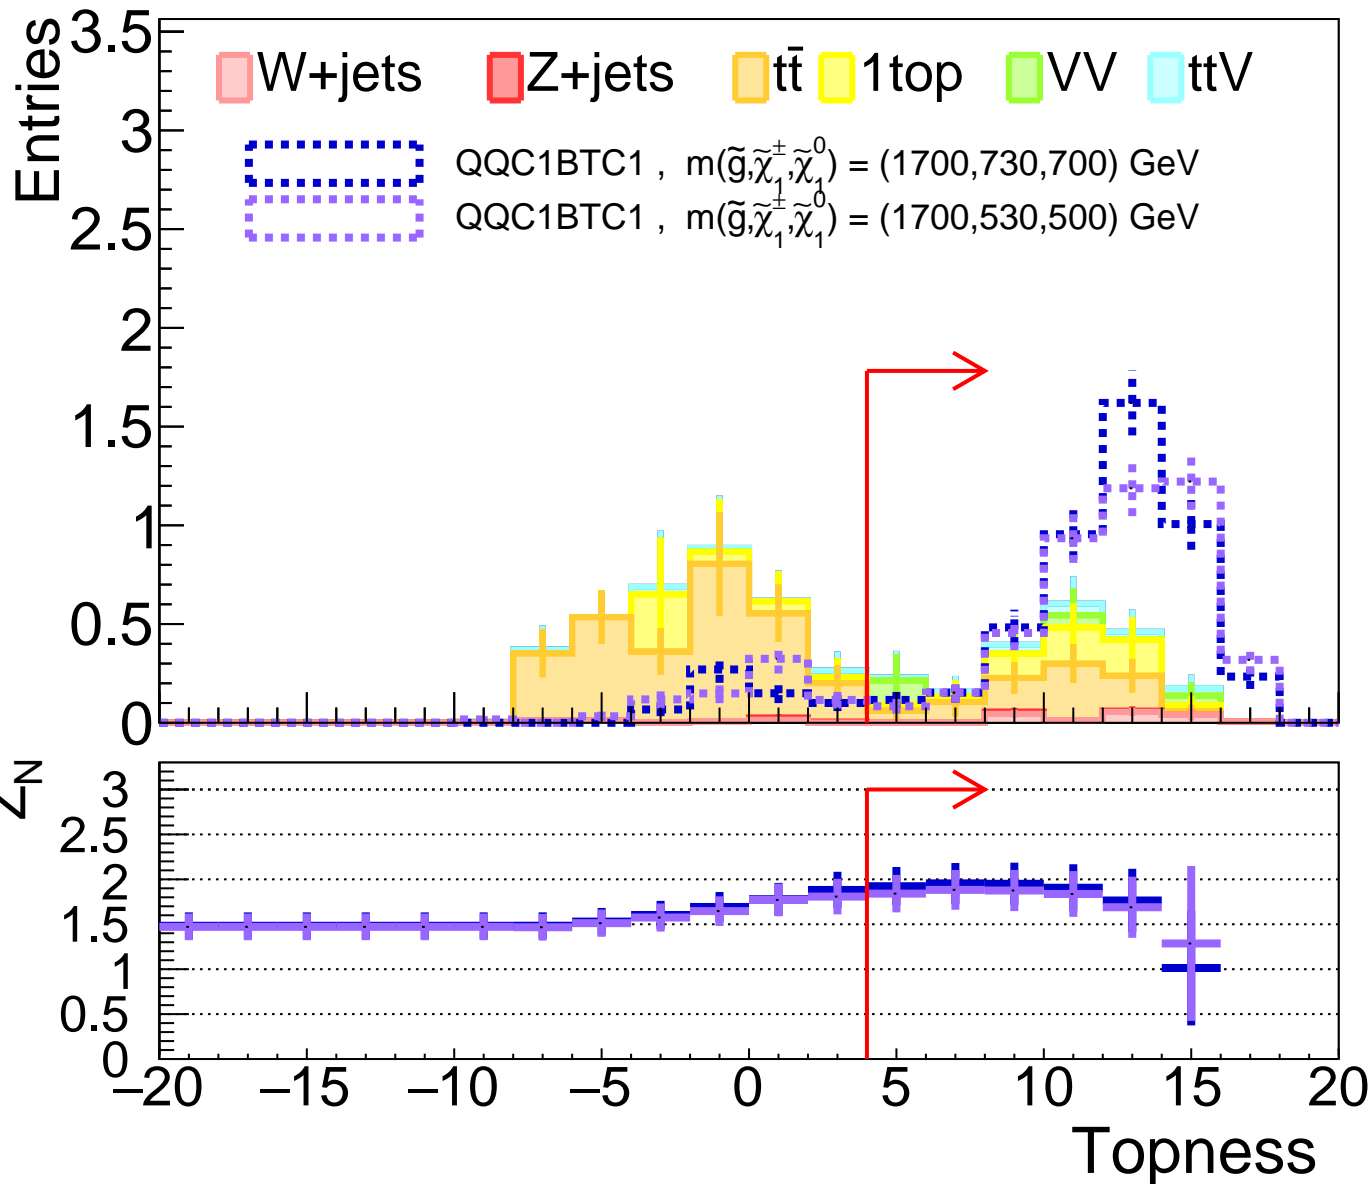 Entries
3.5
3
2.5
2
1.5
1
0.5
0
W+jets Z+jets tt̄ 1top VV ttV
QQC1BTC1 , m(g̃,χ̃₁±,χ̃₁⁰) = (1700,730,700) GeV
QQC1BTC1 , m(g̃,χ̃₁±,χ̃₁⁰) = (1700,530,500) GeV
Z_N
3
2.5
2
1.5
1
0.5
0
−20 −15 −10 −5 0 5 10 15 20
Topness